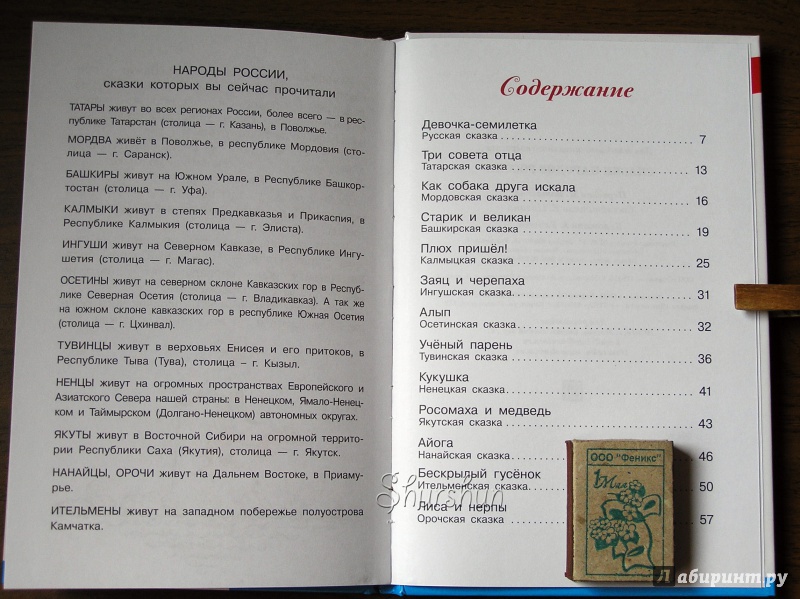 НАРОДЫ РОССИИ,
сказки которых вы сейчас прочитали
ТАТАРЫ живут во всех регионах России, более всего — в рес-
публике Татарстан (столица — г. Казань), в Поволжье.
МОРДВА живёт в Поволжье, в республике Мордовия (сто-
лица — г. Саранск).
БАШКИРЫ живут на Южном Урале, в Республике Башкор-
тостан (столица — г. Уфа).
КАЛМЫКИ живут в степях Предкавказья и Прикаспия, в
Республике Калмыкия (столица — г. Элиста).
ИНГУШИ живут на Северном Кавказе, в Республике Ингу-
шетия (столица — г. Магас).
ОСЕТИНЫ живут на северном склоне Кавказских гор в Респуб-
лике Северная Осетия (столица — г. Владикавказ). А так же
на южном склоне кавказских гор в республике Южная Осетия
(столица — г. Цхинвал).
ТУВИНЦЫ живут в верховьях Енисея и его притоков, в
Республике Тыва (Тува), столица – г. Кызыл.
НЕНЦЫ живут на огромных пространствах Европейского и
Азиатского Севера нашей страны: в Ненецком, Ямало-Ненец-
ком и Таймырском (Долгано-Ненецком) автономных округах.
ЯКУТЫ живут в Восточной Сибири на огромной террито-
рии Республики Саха (Якутия), столица — г. Якутск.
НАНАЙЦЫ, ОРОЧИ живут на Дальнем Востоке, в Приаму-
рье.
ИТЕЛЬМЕНЫ живут на западном побережье полуострова
Камчатка.
Содержание
Девочка-семилетка
Русская сказка 7
Три совета отца
Татарская сказка 13
Как собака друга искала
Мордовская сказка 16
Старик и великан
Башкирская сказка 19
Плюх пришёл!
Калмыцкая сказка 25
Заяц и черепаха
Ингушская сказка 31
Алып
Осетинская сказка 32
Учёный парень
Тувинская сказка 36
Кукушка
Ненецкая сказка 41
Росомаха и медведь
Якутская сказка 43
Айога
Нанайская сказка 46
Бескрылый гусёнок
Ительменская сказка 50
Лиса и нерпы
Орочская сказка 57
ООО "Феникс"
1 Мая
Shurshun
Лабиринт.ру